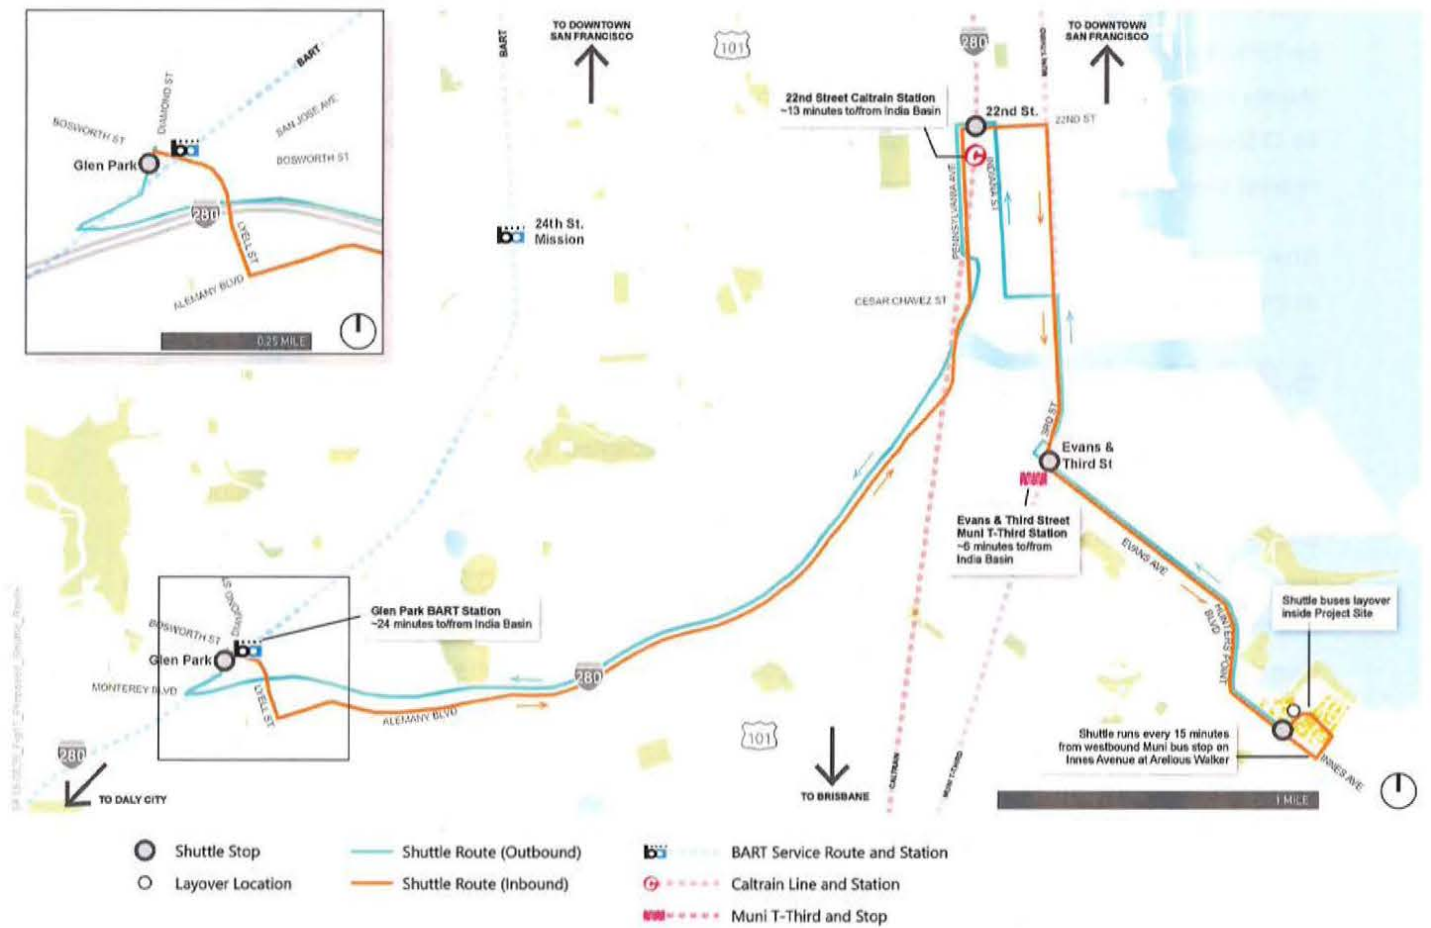 BART
DIAMOND ST
SAN JOSE AVE
BOSWORTH ST
BOSWORTH ST
Glen Park
280
LYELL ST
ALEMANY BLVD
0.25 MILE
BART
TO DOWNTOWN
SAN FRANCISCO
101
280
TO DOWNTOWN
SAN FRANCISCO
22nd Street Caltrain Station
~13 minutes to/from India Basin
22nd St.
22ND ST
PENNSYLVANIA AVE
INDIANA ST
24th St.
Mission
CESAR CHAVEZ ST
3RD ST
Evans &
Third St
Evans & Third Street
Muni T-Third Station
~6 minutes to/from
India Basin
EVANS AVE
HUNTERS POINT
BLVD
Shuttle buses layover
inside Project Site
Glen Park BART Station
~24 minutes to/from India Basin
BOSWORTH ST
Glen Park
MONTEREY BLVD
LYELL ST
ALEMANY BLVD
280
280
TO DALY CITY
101
TO BRISBANE
CALTRAIN
MUNI T-THIRD
Shuttle runs every 15 minutes
from westbound Muni bus stop on
Innes Avenue at Arelious Walker
INNES AVE
1 MILE
Shuttle Stop
Layover Location
Shuttle Route (Outbound)
Shuttle Route (Inbound)
BART Service Route and Station
Caltrain Line and Station
Muni T-Third and Stop